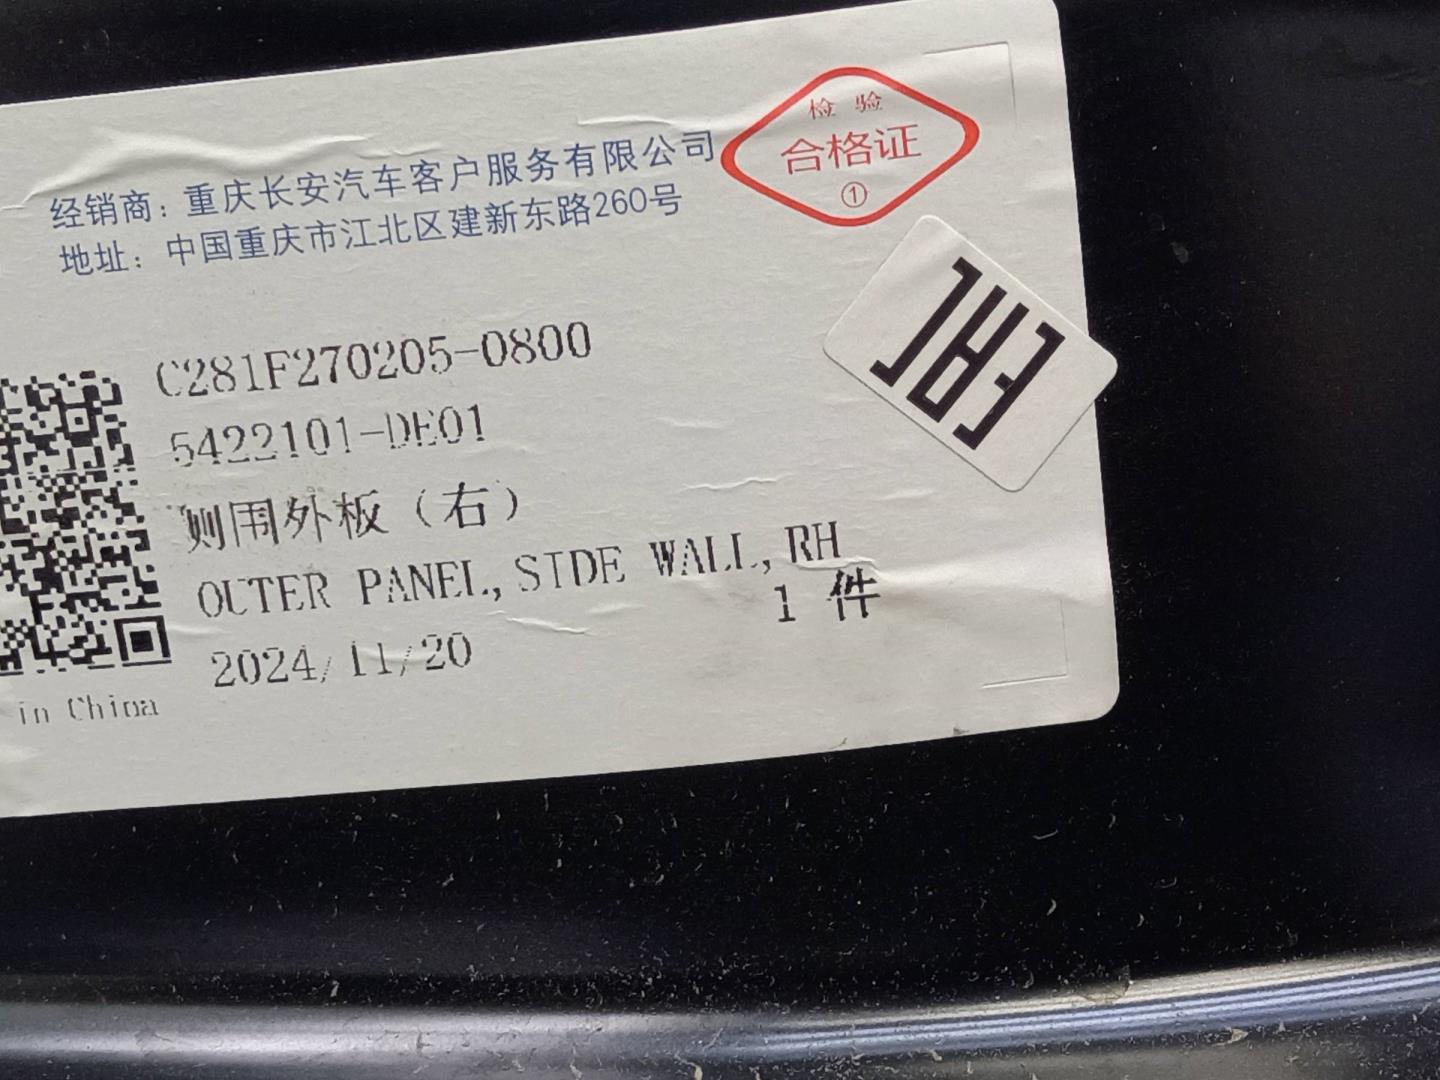 检 验
合格证
①
经销商：重庆长安汽车客户服务有限公司
地址：中国重庆市江北区建新东路260号
C281F270205-0800
5422101-DE01
侧围外板（右）
OUTER PANEL,SIDE WALL,RH
1 件
2024/11/20
in China